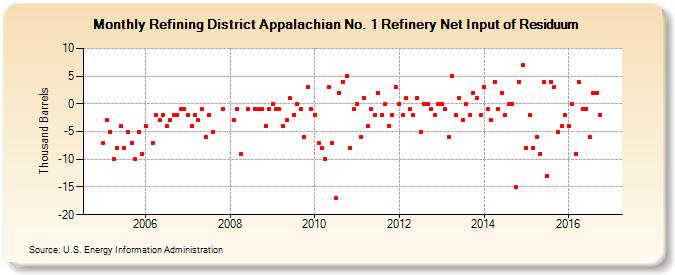 Monthly Refining District Appalachian No. 1 Refinery Net Input of Residuum
Thousand Barrels
10
5
0
-5
-10
-15
-20
2006 2008 2010 2012 2014 2016
Source: U.S. Energy Information Administration